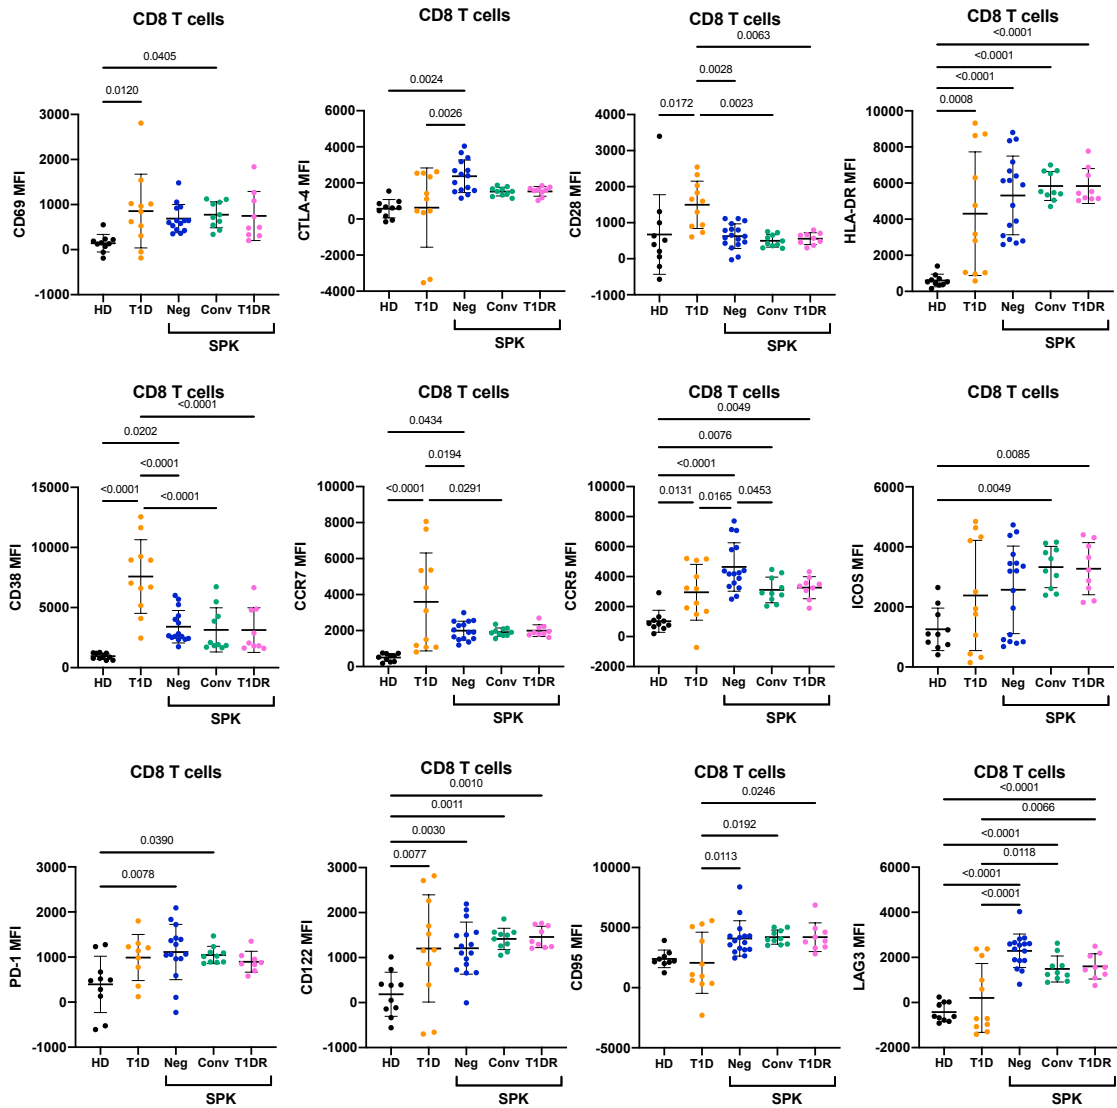 CD8 T cells
0.0405
0.0120
CD69 MFI
3000
2000
1000
0
-1000
HD T1D Neg Conv T1DR
SPK
CD8 T cells
0.0024
0.0026
CTLA-4 MFI
6000
4000
2000
0
-2000
-4000
HD T1D Neg Conv T1DR
SPK
CD8 T cells
0.0063
0.0028
0.0172 0.0023
CD28 MFI
4000
3000
2000
1000
0
-1000
HD T1D Neg Conv T1DR
SPK
CD8 T cells
<0.0001
<0.0001
<0.0001
0.0008
HLA-DR MFI
10000
8000
6000
4000
2000
0
HD T1D Neg Conv T1DR
SPK
CD8 T cells
<0.0001
0.0202
<0.0001
<0.0001 <0.0001
CD38 MFI
15000
10000
5000
0
HD T1D Neg Conv T1DR
SPK
CD8 T cells
0.0434
0.0194
<0.0001 0.0291
CCR7 MFI
10000
8000
6000
4000
2000
0
HD T1D Neg Conv T1DR
SPK
CD8 T cells
0.0049
0.0076
<0.0001
0.0131 0.0165 0.0453
CCR5 MFI
10000
8000
6000
4000
2000
0
-2000
HD T1D Neg Conv T1DR
SPK
CD8 T cells
0.0085
0.0049
ICOS MFI
6000
4000
2000
0
HD T1D Neg Conv T1DR
SPK
CD8 T cells
0.0390
0.0078
PD-1 MFI
3000
2000
1000
0
-1000
HD T1D Neg Conv T1DR
SPK
CD8 T cells
0.0010
0.0011
0.0030
0.0077
CD122 MFI
3000
2000
1000
0
-1000
HD T1D Neg Conv T1DR
SPK
CD8 T cells
0.0246
0.0192
0.0113
CD95 MFI
10000
5000
0
-5000
HD T1D Neg Conv T1DR
SPK
CD8 T cells
<0.0001
0.0066
<0.0001
0.0118
<0.0001
<0.0001
LAG3 MFI
6000
4000
2000
0
-2000
HD T1D Neg Conv T1DR
SPK